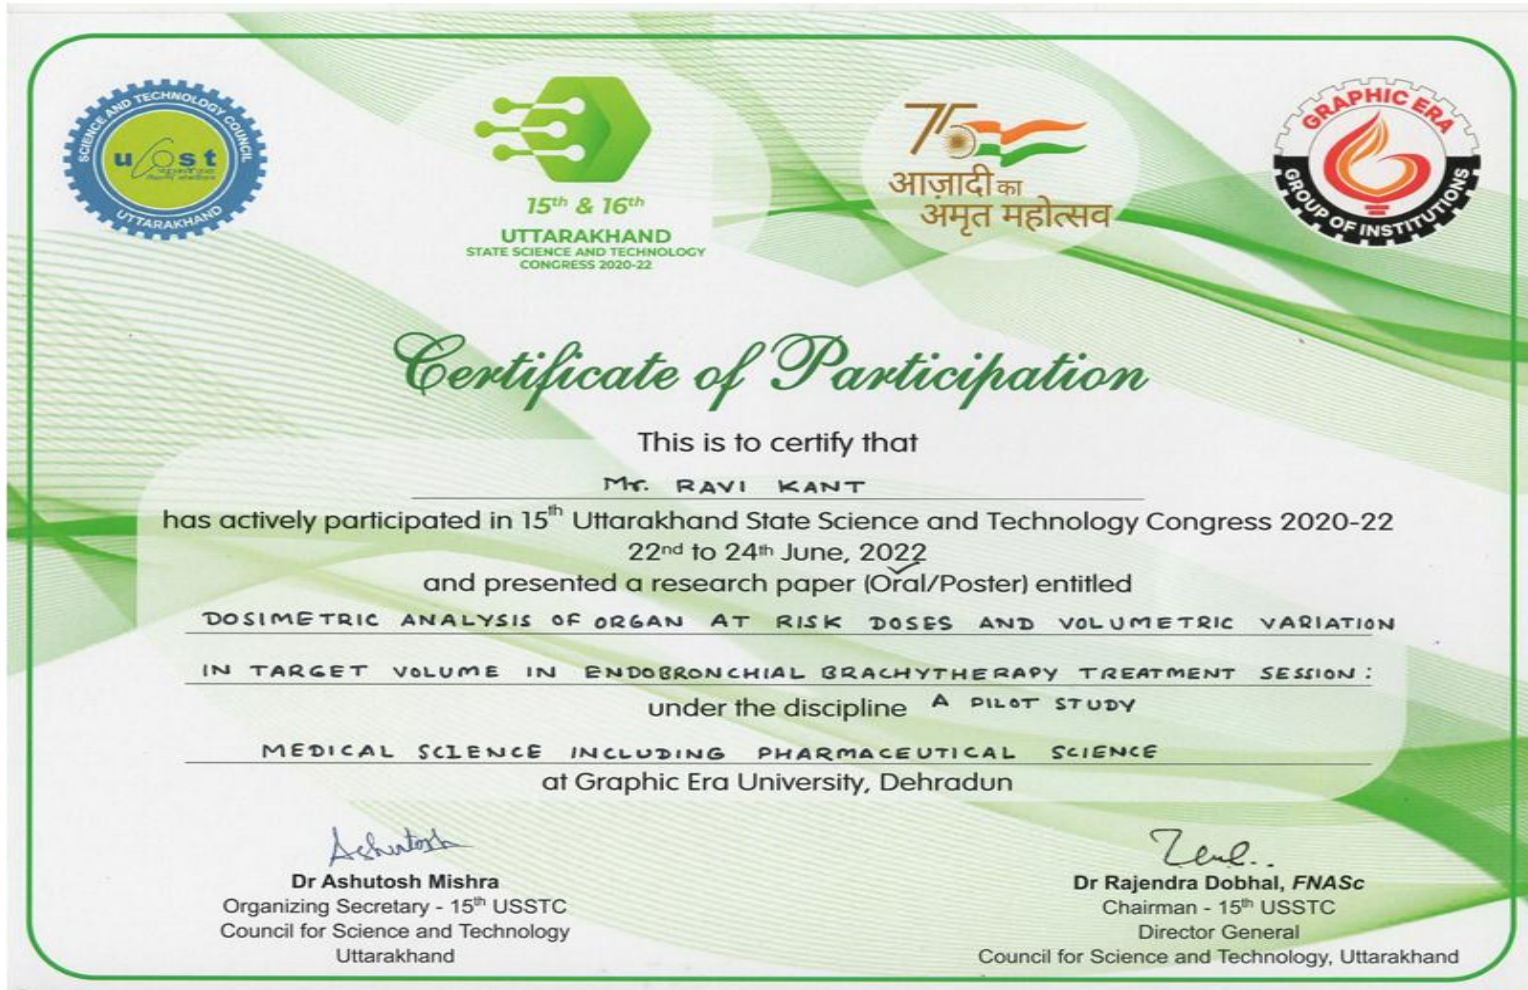 SCIENCE AND TECHNOLOGY COUNCIL
ucost
UTTARAKHAND
15th & 16th
UTTARAKHAND
STATE SCIENCE AND TECHNOLOGY
CONGRESS 2020-22
75
आज़ादी का
अमृत महोत्सव
GRAPHIC ERA
GROUP OF INSTITUTIONS
Certificate of Participation
This is to certify that
Mr. RAVI KANT
has actively participated in 15th Uttarakhand State Science and Technology Congress 2020-22
22nd to 24th June, 2022
and presented a research paper (Oral/Poster) entitled
DOSIMETRIC ANALYSIS OF ORGAN AT RISK DOSES AND VOLUMETRIC VARIATION
IN TARGET VOLUME IN ENDOBRONCHIAL BRACHYTHERAPY TREATMENT SESSION:
under the discipline A PILOT STUDY
MEDICAL SCIENCE INCLUDING PHARMACEUTICAL SCIENCE
at Graphic Era University, Dehradun
Ashutosh
Dr Ashutosh Mishra
Organizing Secretary - 15th USSTC
Council for Science and Technology
Uttarakhand
Dr Rajendra Dobhal, FNASc
Chairman - 15th USSTC
Director General
Council for Science and Technology, Uttarakhand